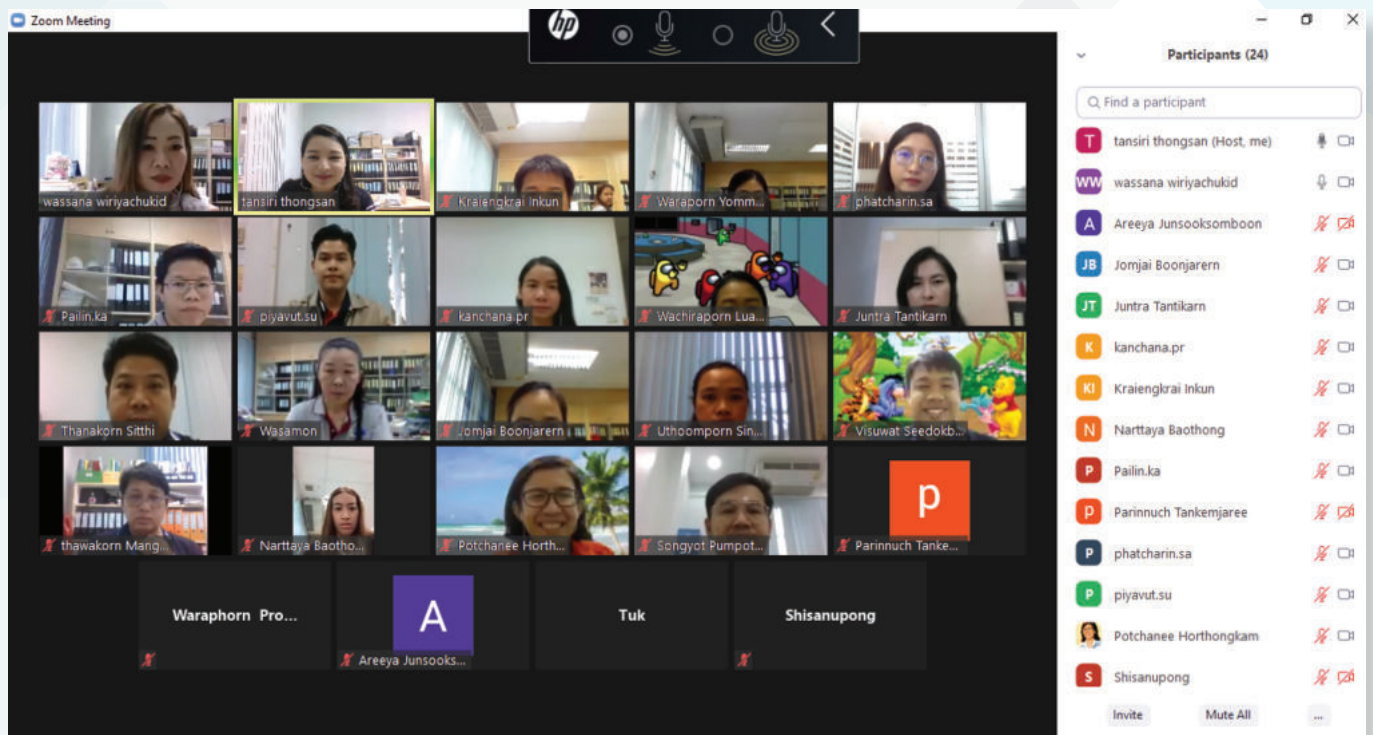 Zoom Meeting
hp
wassana wiriyachukid
tansiri thongsan
Kraiengkrai Inkun
Waraporn Yomm...
phatcharin.sa
Pailin.ka
piyavut.su
kanchana.pr
Wachiraporn Lua...
Juntra Tantikarn
Thanakorn Sitthi
Wasamon
Jomjai Boonjarern
Uthoomporn Sin...
Visuwat Seedokb...
thawakorn Mang...
Narttaya Baotho...
Potchanee Horth...
Songyot Pumpot...
p
Parinnuch Tanke...
Waraphorn Pro...
A
Areeya Junsooks...
Tuk
Shisanupong
Participants (24)
Find a participant
T tansiri thongsan (Host, me)
WW wassana wiriyachukid
A Areeya Junsooksomboon
JB Jomjai Boonjarern
JT Juntra Tantikarn
K kanchana.pr
KI Kraiengkrai Inkun
N Narttaya Baothong
P Pailin.ka
p Parinnuch Tankemjaree
P phatcharin.sa
P piyavut.su
Potchanee Horthongkam
S Shisanupong
Invite Mute All ...